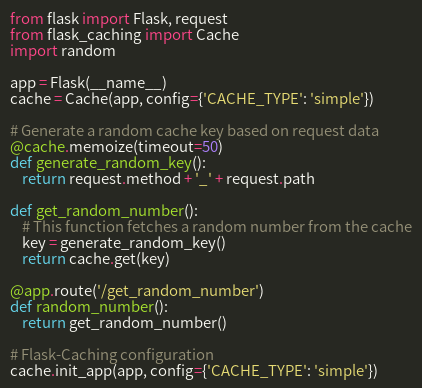 from flask import Flask, request
from flask_caching import Cache
import random
app = Flask(__name__)
cache = Cache(app, config={'CACHE_TYPE': 'simple'})
# Generate a random cache key based on request data
@cache.memoize(timeout=50)
def generate_random_key():
    return request.method + '_' + request.path
def get_random_number():
    # This function fetches a random number from the cache
    key = generate_random_key()
    return cache.get(key)
@app.route('/get_random_number')
def random_number():
    return get_random_number()
# Flask-Caching configuration
cache.init_app(app, config={'CACHE_TYPE': 'simple'})